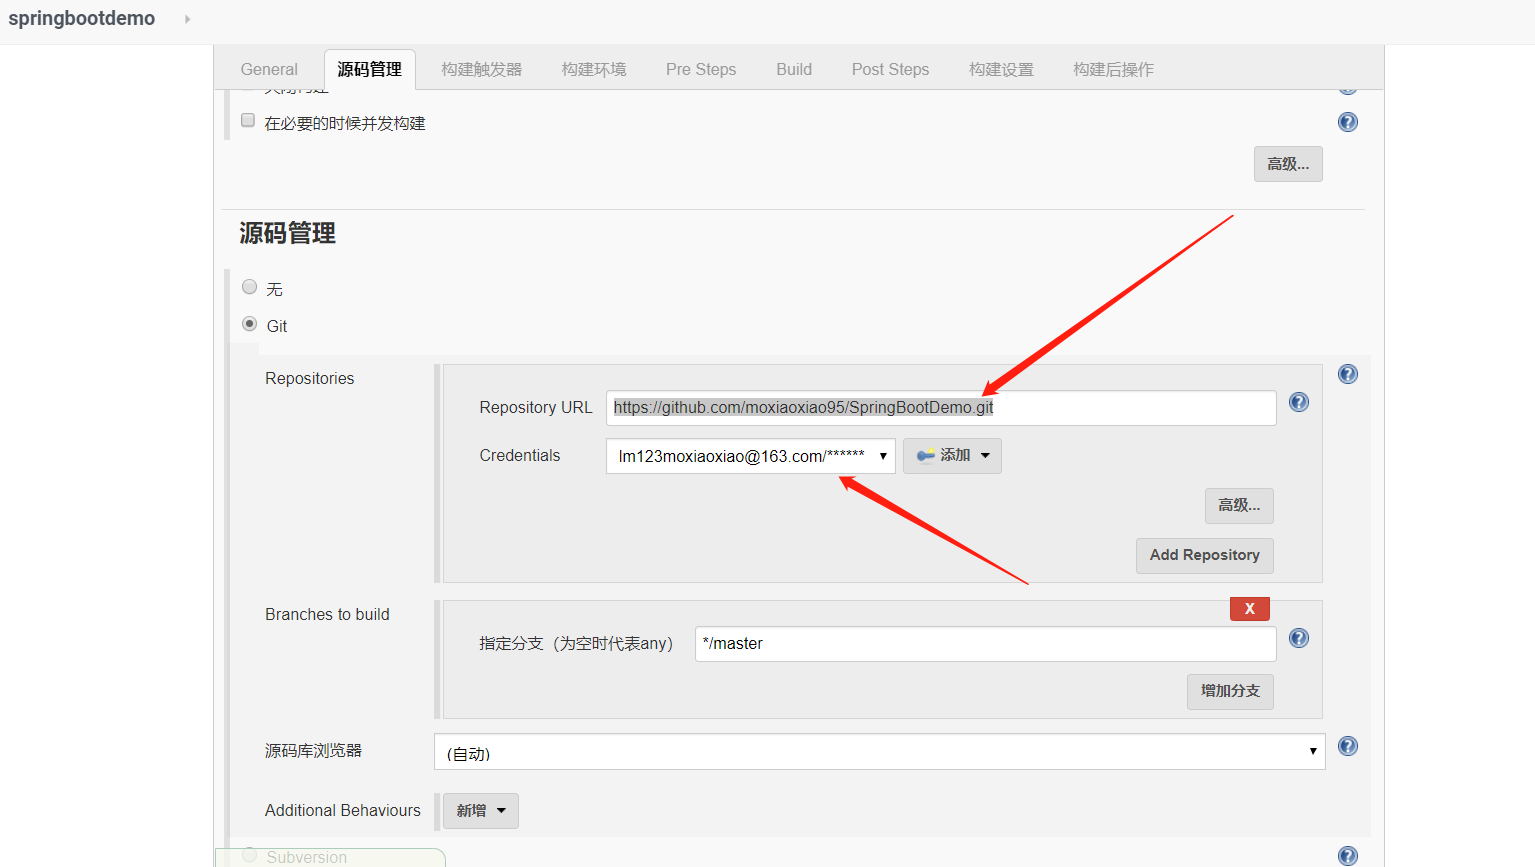 springbootdemo
General 源码管理 构建触发器 构建环境 Pre Steps Build Post Steps 构建设置 构建后操作
关闭构建
在必要的时候并发构建
高级...
源码管理
无
Git
Repositories
Repository URL https://github.com/moxiaoxiao95/SpringBootDemo.git
Credentials lm123moxiaoxiao@163.com/****** 添加
高级...
Add Repository
Branches to build
X
指定分支（为空时代表any） */master
增加分支
源码库浏览器 (自动)
Additional Behaviours 新增
Subversion